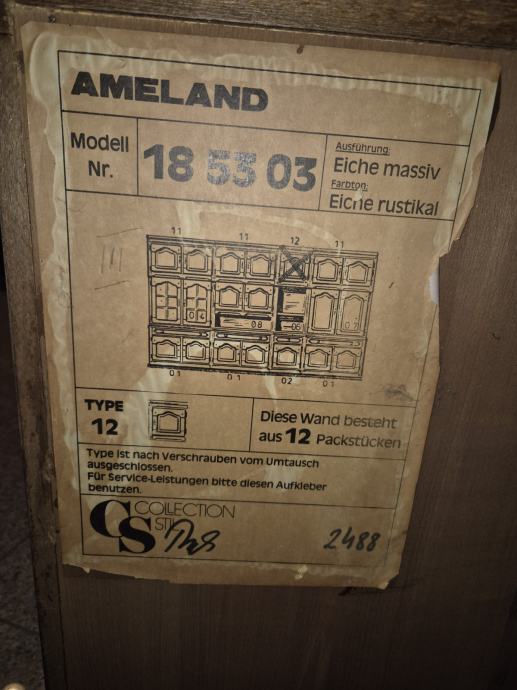 AMELAND
Modell
Nr.
18 53 03
Ausführung:
Eiche massiv
Farbton:
Eiche rustikal
11 11 12 11
06 08 06 07
01 01 02 01
TYPE
12
Diese Wand besteht
aus 12 Packstücken
Type ist nach Verschrauben vom Umtausch
ausgeschlossen.
Für Service-Leistungen bitte diesen Aufkleber
benutzen.
CS COLLECTION
2488